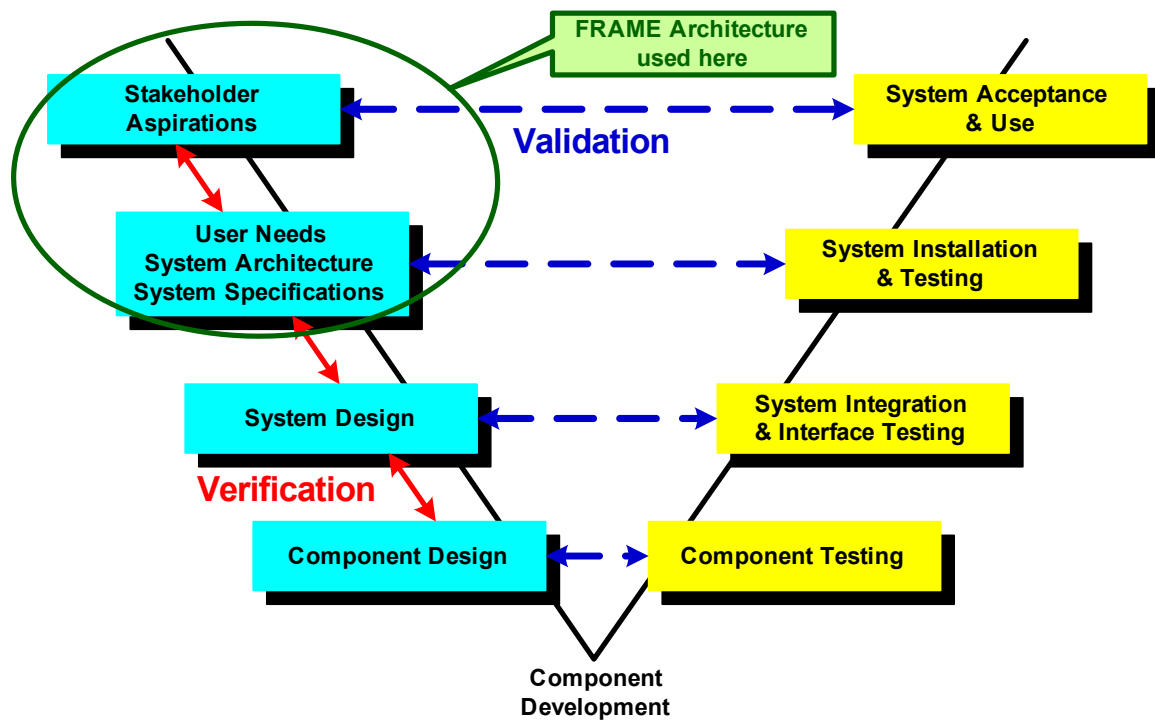 FRAME Architecture
used here
Stakeholder
Aspirations
System Acceptance
& Use
Validation
User Needs
System Architecture
System Specifications
System Installation
& Testing
System Design
System Integration
& Interface Testing
Verification
Component Design
Component Testing
Component
Development